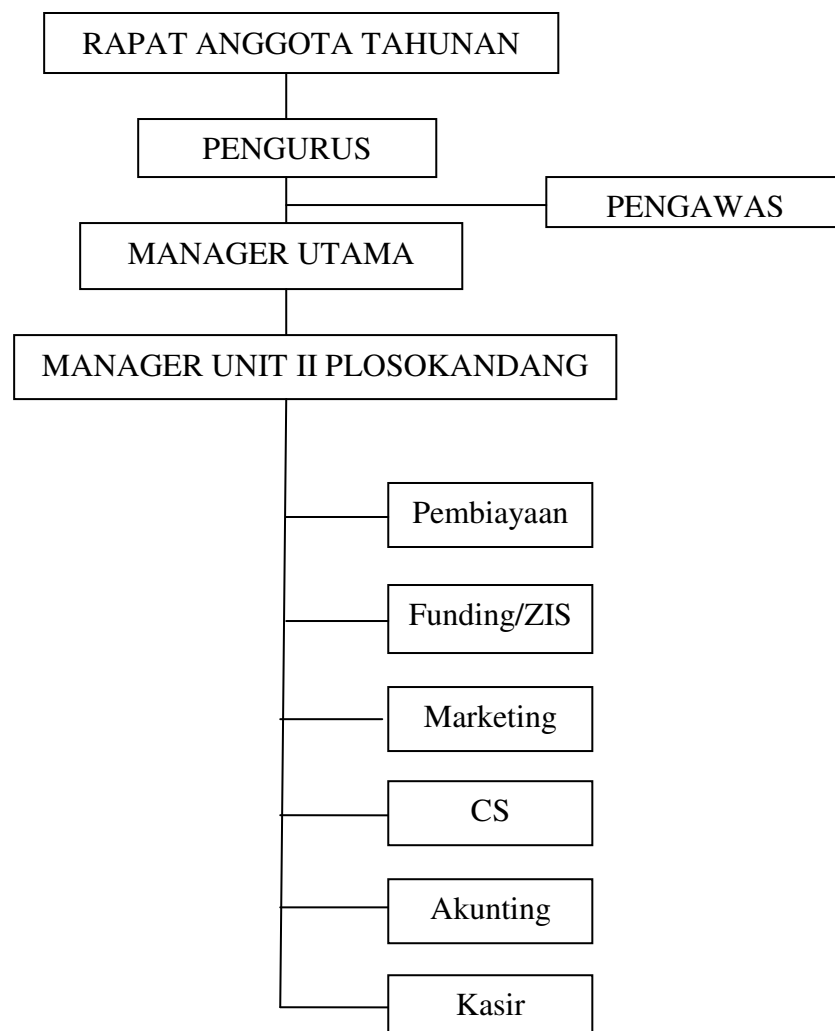 RAPAT ANGGOTA TAHUNAN
PENGURUS
PENGAWAS
MANAGER UTAMA
MANAGER UNIT II PLOSOKANDANG
Pembiayaan
Funding/ZIS
Marketing
CS
Akunting
Kasir